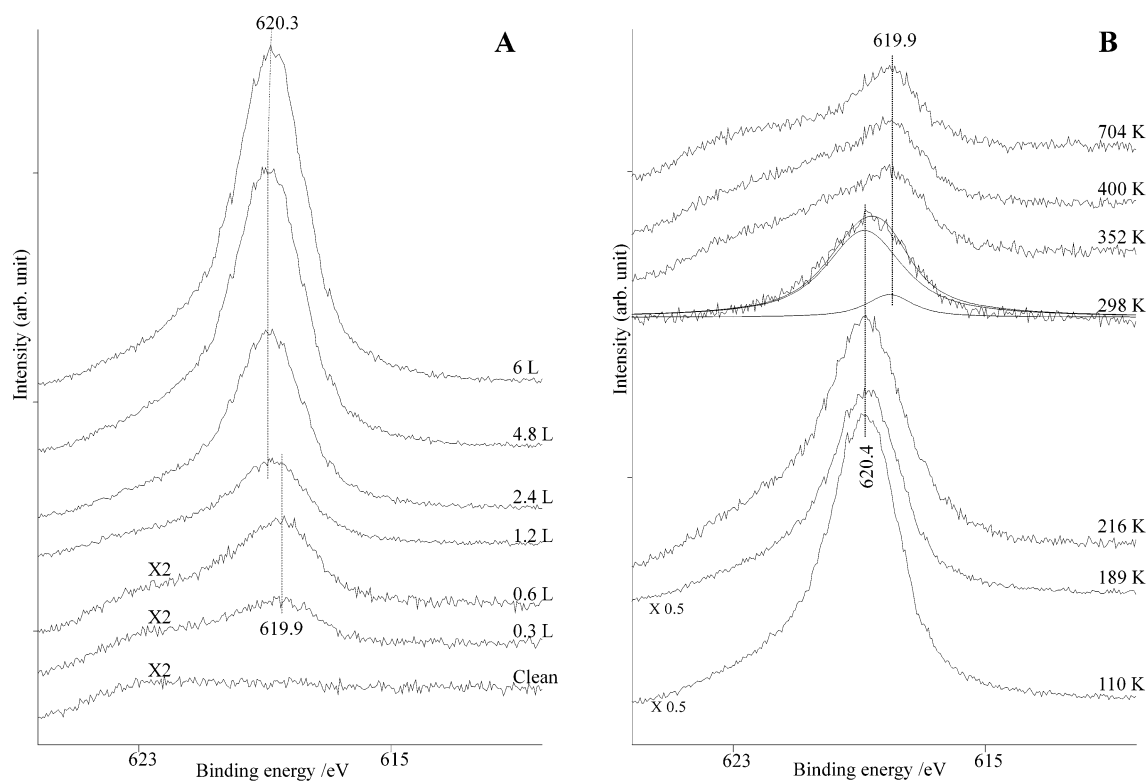 620.3
A
Intensity (arb. unit)
6 L
4.8 L
2.4 L
1.2 L
X2
0.6 L
X2
0.3 L
619.9
X2
Clean
623
615
Binding energy /eV
619.9
B
704 K
400 K
352 K
Intensity (arb. unit)
298 K
620.4
216 K
189 K
X 0.5
110 K
X 0.5
623
615
Binding energy /eV